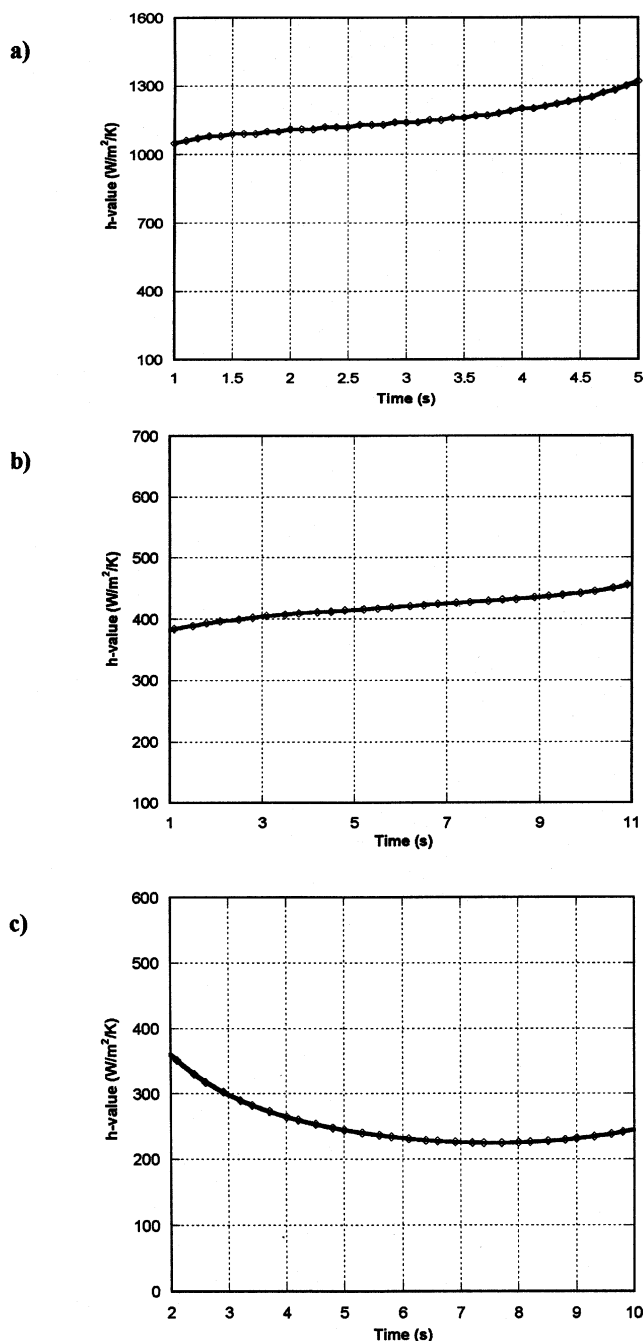 a)
h-value (W/m²/K)
1600
1300
1000
700
400
100
1 1.5 2 2.5 3 3.5 4 4.5 5
Time (s)
b)
h-value (W/m²/K)
700
600
500
400
300
200
100
1 3 5 7 9 11
Time (s)
c)
h-value (W/m²/K)
600
500
400
300
200
100
0
2 3 4 5 6 7 8 9 10
Time (s)